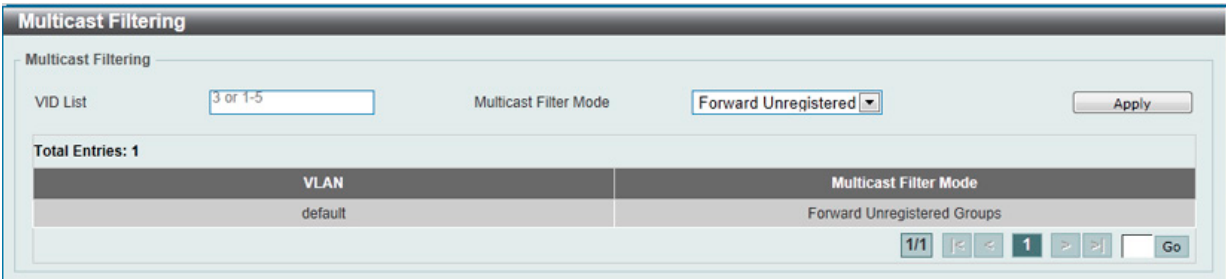 Multicast Filtering
Multicast Filtering
VID List 3 or 1-5 Multicast Filter Mode Forward Unregistered Apply
Total Entries: 1
VLAN Multicast Filter Mode
default Forward Unregistered Groups
1/1 |< < 1 > >| Go